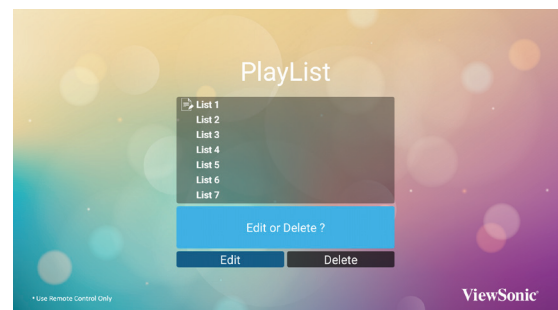 PlayList
List 1
List 2
List 3
List 4
List 5
List 6
List 7
Edit or Delete ?
Edit
Delete
* Use Remote Control Only
ViewSonic®